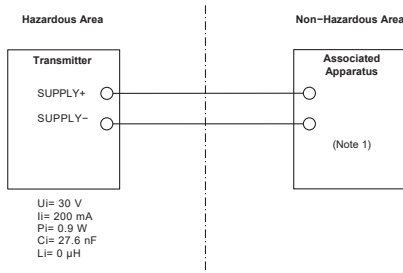 Hazardous Area
Non−Hazardous Area
Transmitter
SUPPLY+
SUPPLY−
Associated
Apparatus
(Note 1)
Ui= 30 V
Ii= 200 mA
Pi= 0.9 W
Ci= 27.6 nF
Li= 0 µH